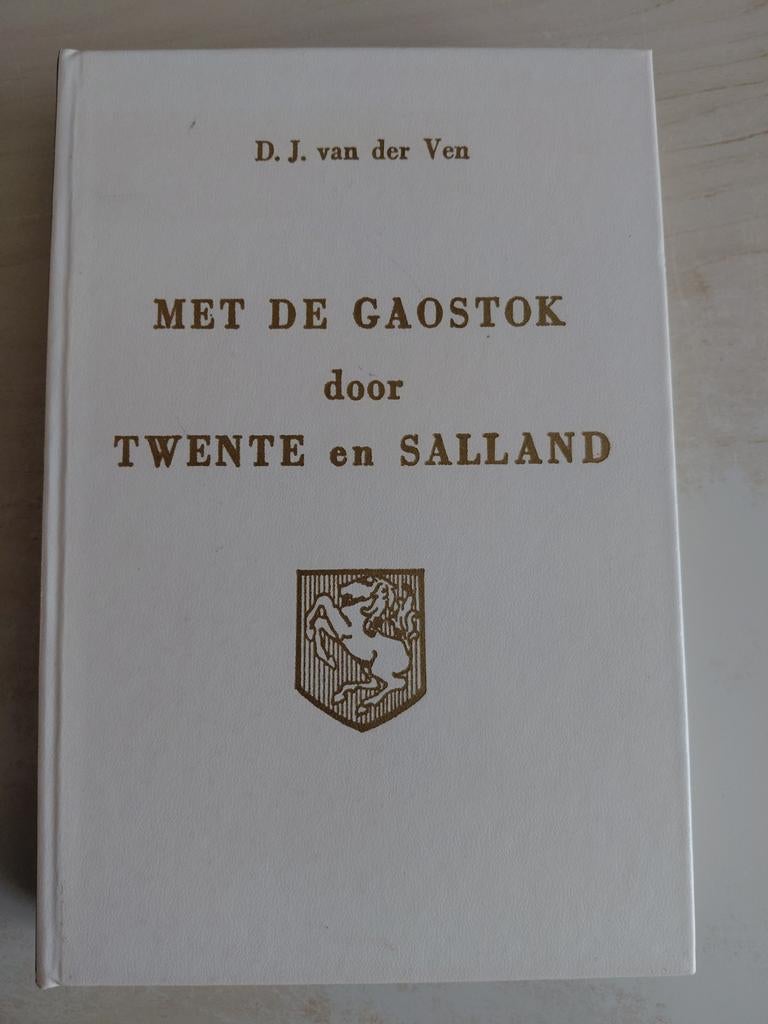 D. J. van der Ven
MET DE GAOSTOK
door
TWENTE en SALLAND